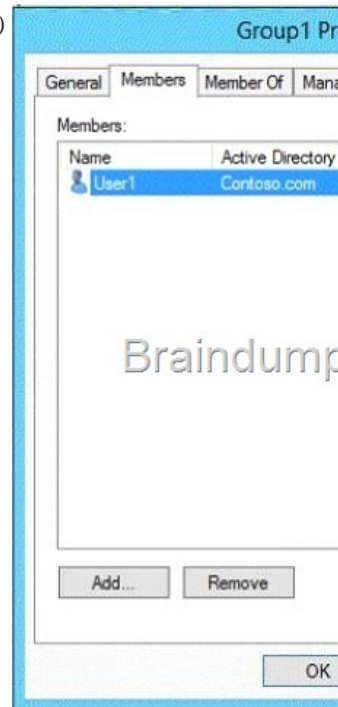 )
Group1 Pr
General Members Member Of Mana
Members:
Name Active Directory
User1 Contoso.com
Braindump
Add... Remove
OK